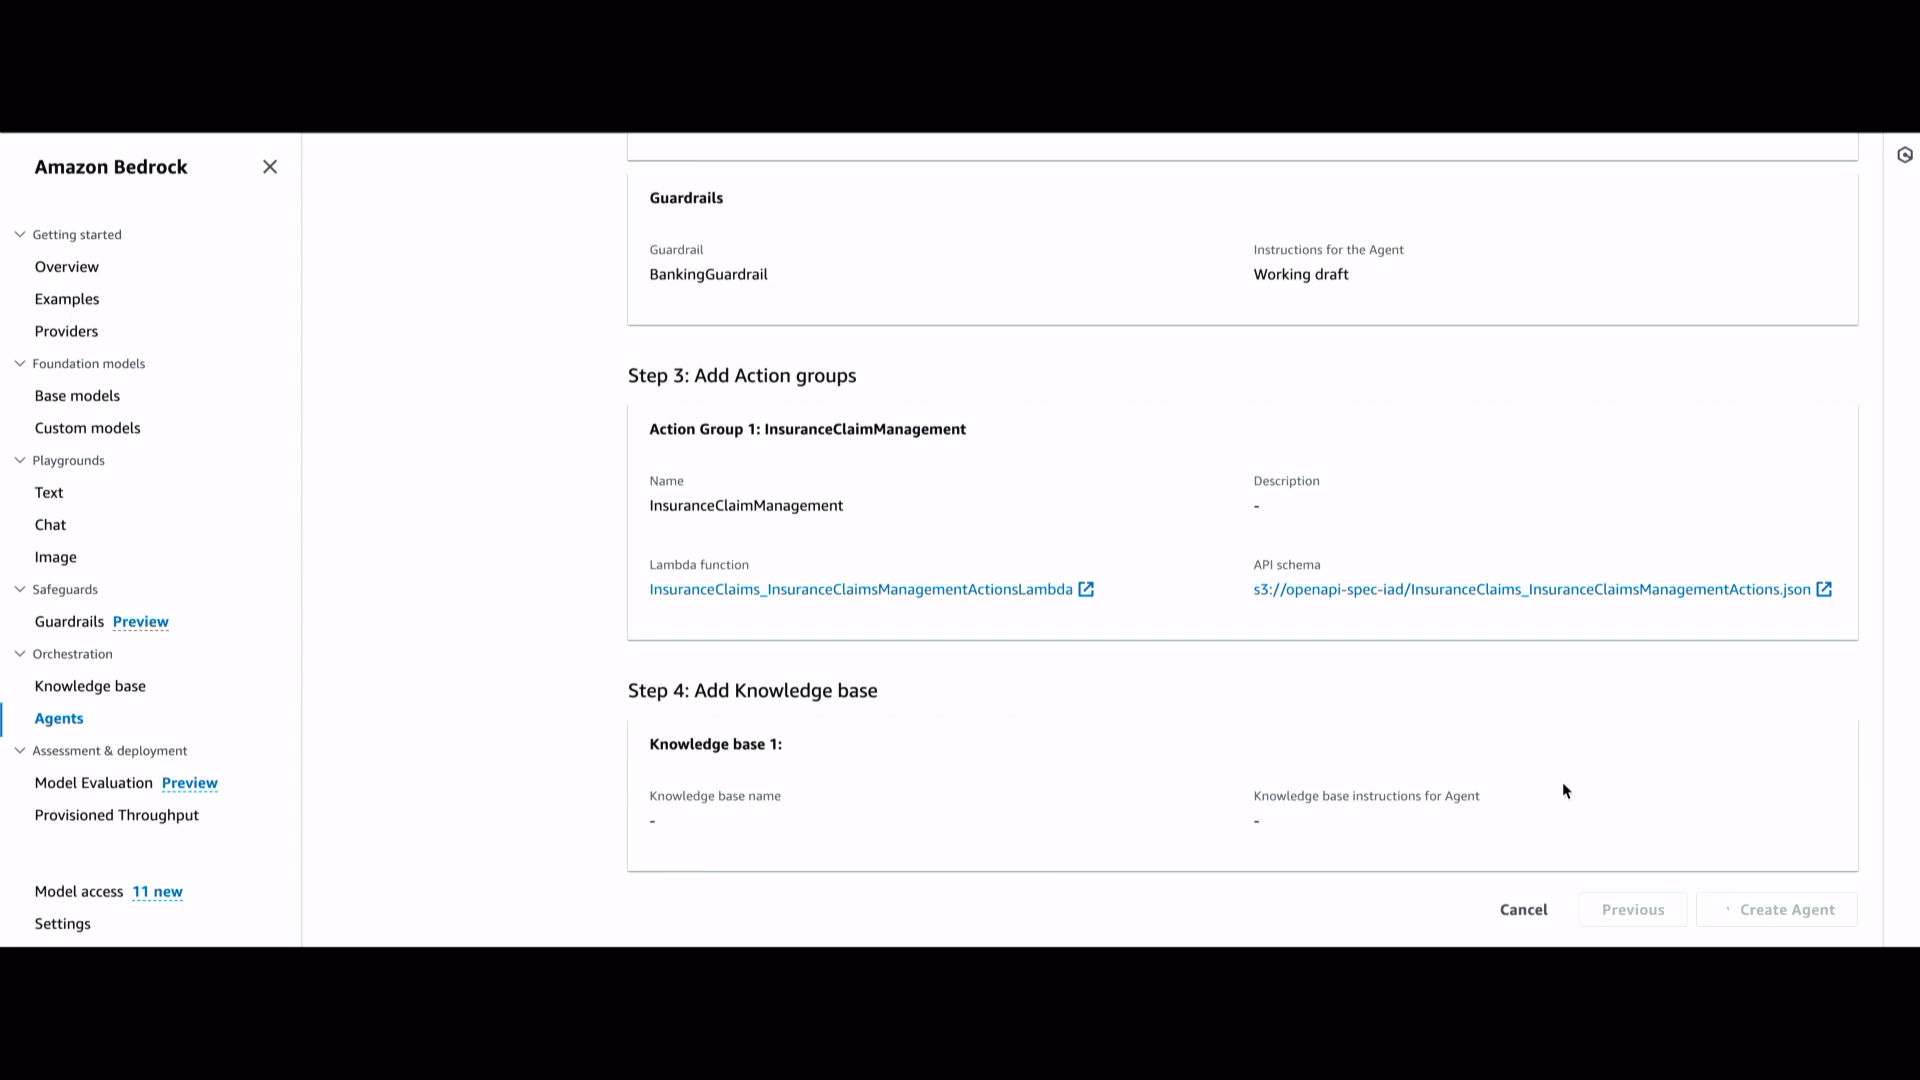 Amazon Bedrock
Getting started
Overview
Examples
Providers
Foundation models
Base models
Custom models
Playgrounds
Text
Chat
Image
Safeguards
Guardrails Preview
Orchestration
Knowledge base
Agents
Assessment & deployment
Model Evaluation Preview
Provisioned Throughput
Model access 11 new
Settings
Guardrails
Guardrail
BankingGuardrail
Instructions for the Agent
Working draft
Step 3: Add Action groups
Action Group 1: InsuranceClaimManagement
Name
InsuranceClaimManagement
Description
-
Lambda function
InsuranceClaims_InsuranceClaimsManagementActionsLambda
API schema
s3://openapi-spec-iad/InsuranceClaims_InsuranceClaimsManagementActions.json
Step 4: Add Knowledge base
Knowledge base 1:
Knowledge base name
-
Knowledge base instructions for Agent
-
Cancel
Previous
Create Agent